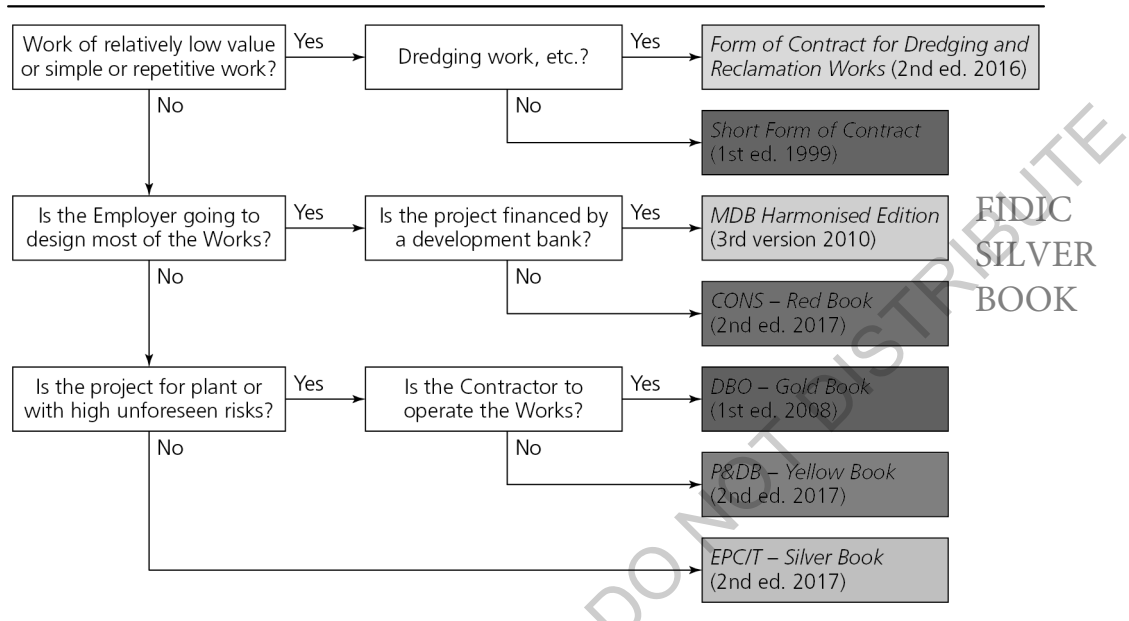 Work of relatively low value
or simple or repetitive work?
Yes
Dredging work, etc.?
Yes
Form of Contract for Dredging and
Reclamation Works (2nd ed. 2016)
No
No
Short Form of Contract
(1st ed. 1999)
Is the Employer going to
design most of the Works?
Yes
Is the project financed by
a development bank?
Yes
MDB Harmonised Edition
(3rd version 2010)
No
No
CONS – Red Book
(2nd ed. 2017)
Is the project for plant or
with high unforeseen risks?
Yes
Is the Contractor to
operate the Works?
Yes
DBO – Gold Book
(1st ed. 2008)
No
No
P&DB – Yellow Book
(2nd ed. 2017)
EPC/T – Silver Book
(2nd ed. 2017)
FIDIC
SILVER
BOOK
DO NOT DISTRIBUTE